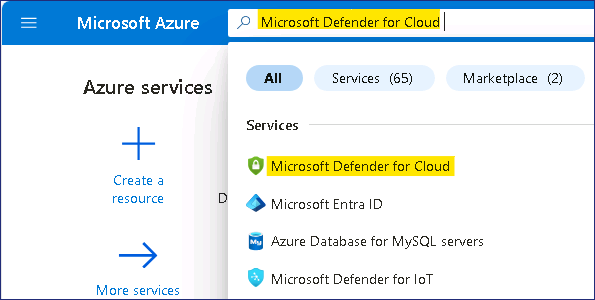 Microsoft Azure
Microsoft Defender for Cloud
All
Services (65)
Marketplace (2)
Azure services
Services
Create a
resource
D
More services
Microsoft Defender for Cloud
Microsoft Entra ID
My
Azure Database for MySQL servers
Microsoft Defender for IoT